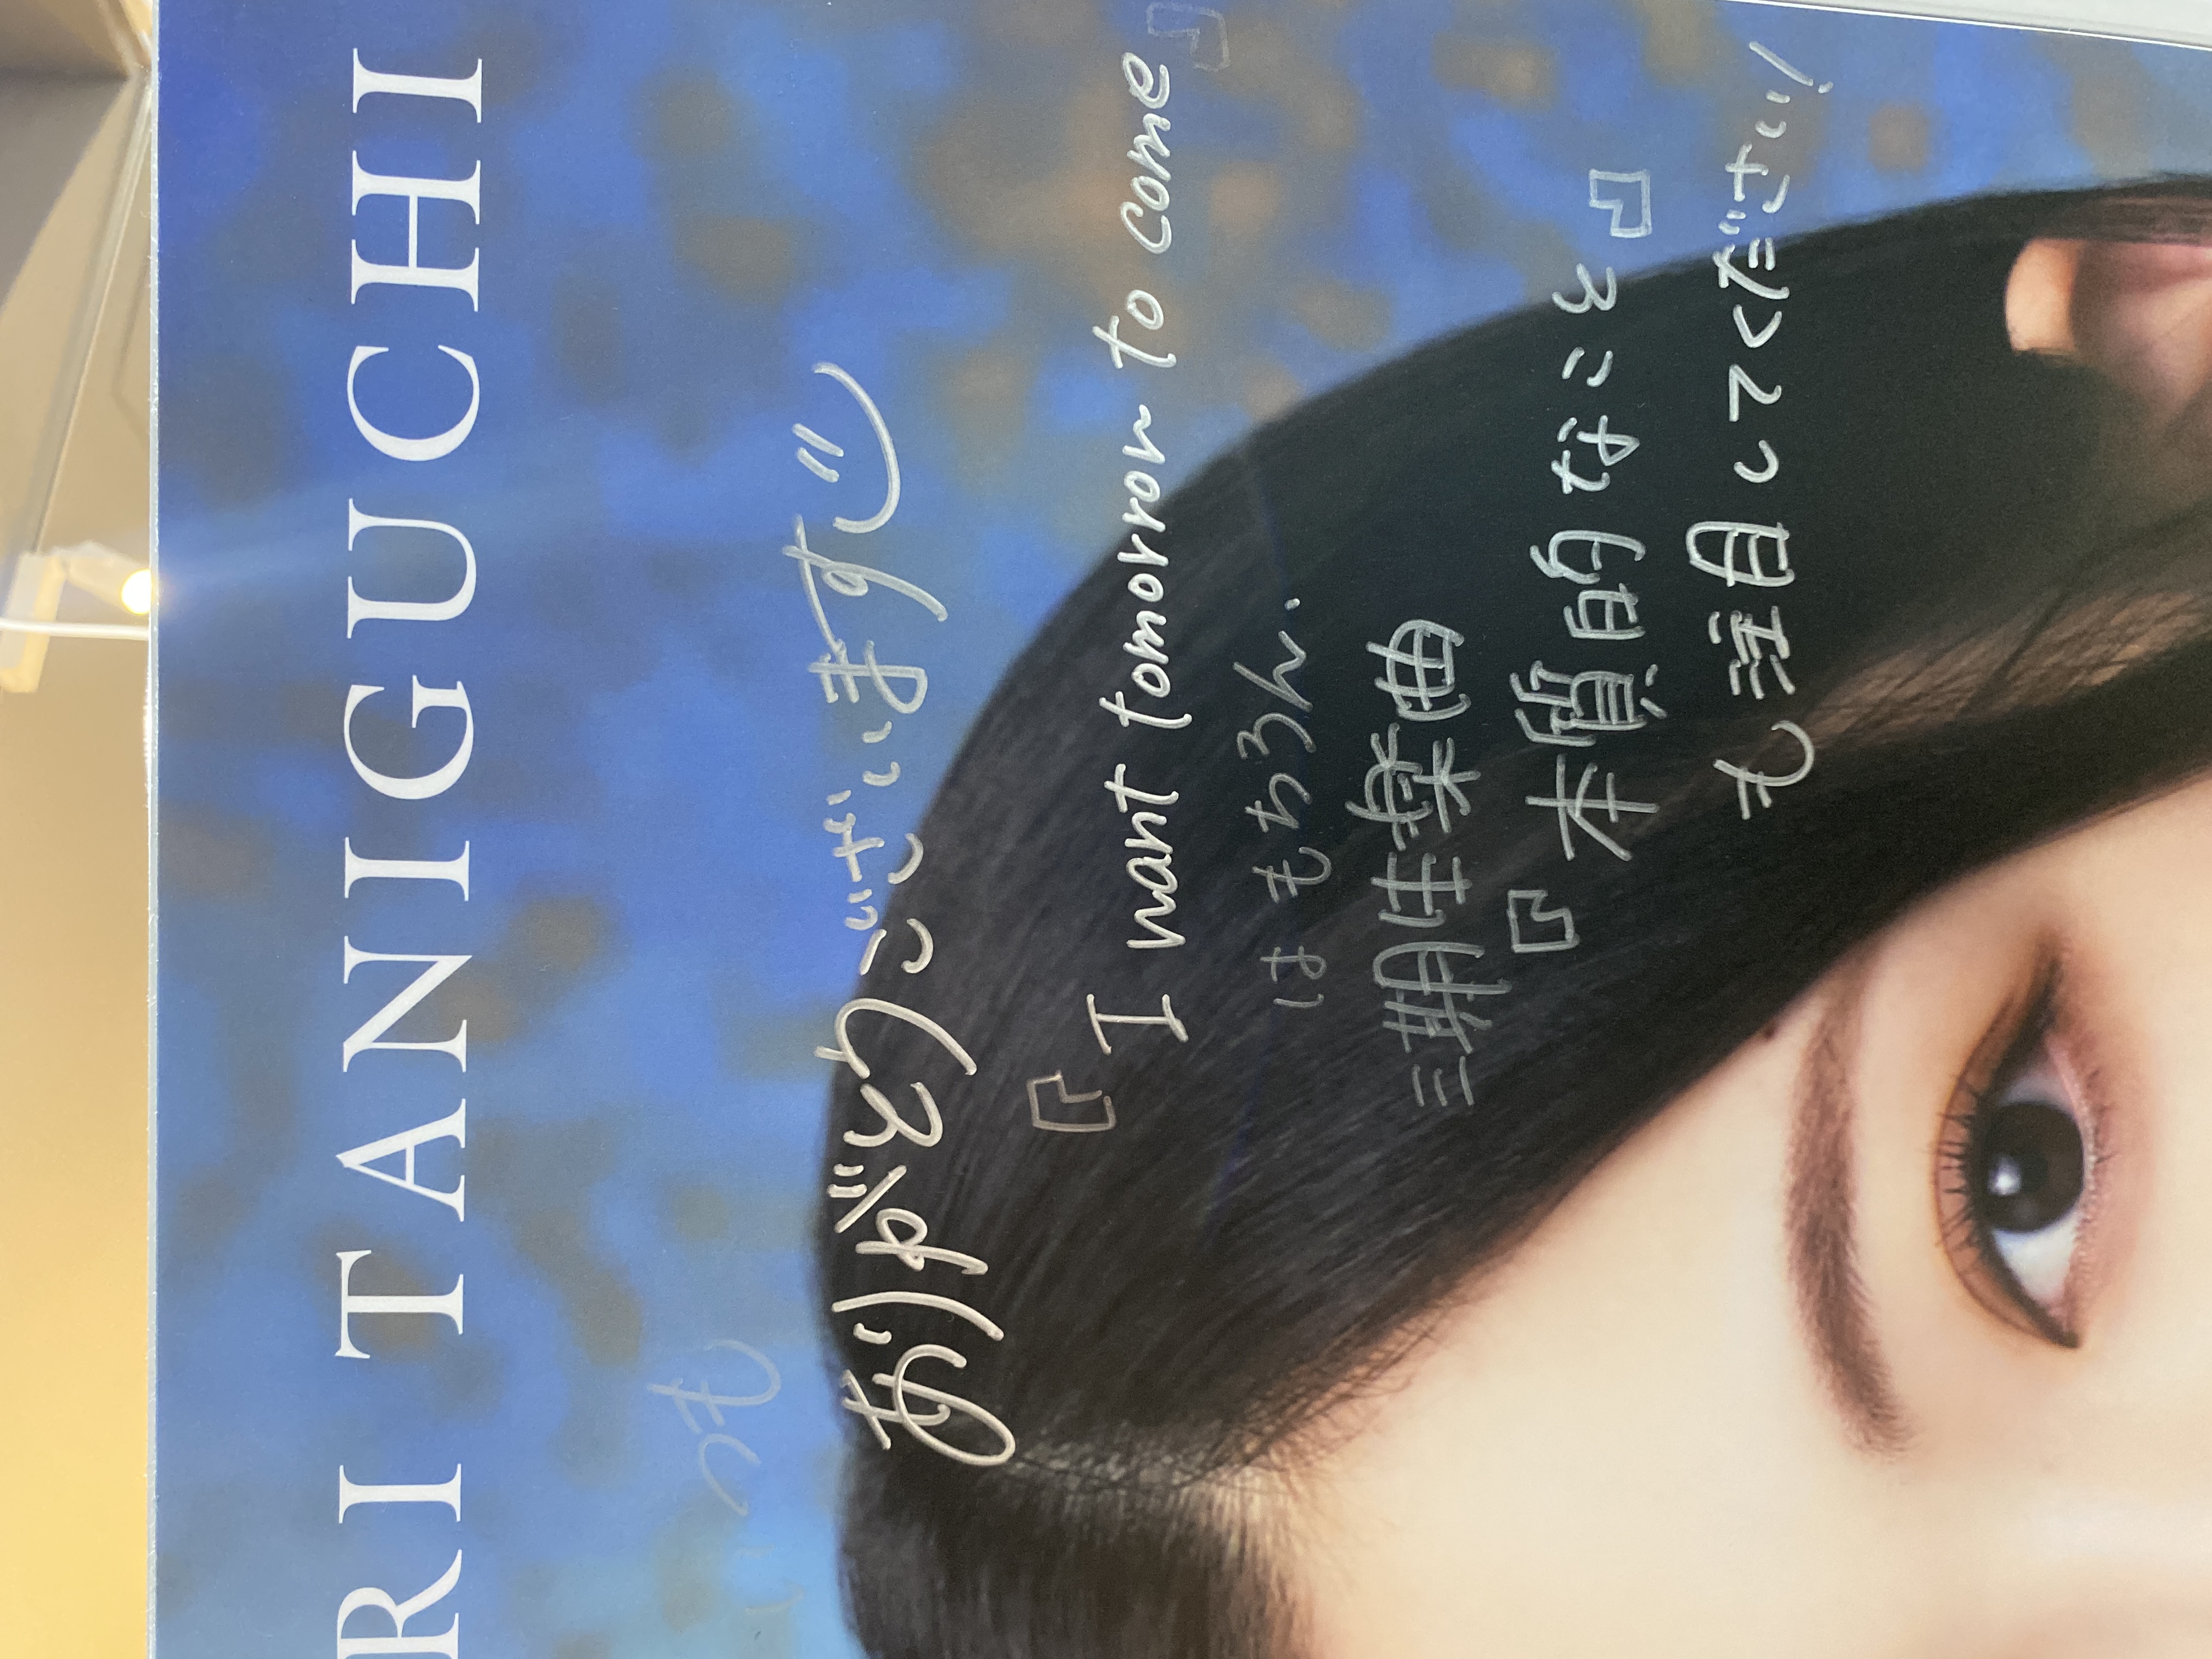 RI TANIGUCHI
いつも
ありがとうございます
『I want tomorrow to come』
はもちろん、
三期生楽曲
『本質的なこと』
も注目してください!